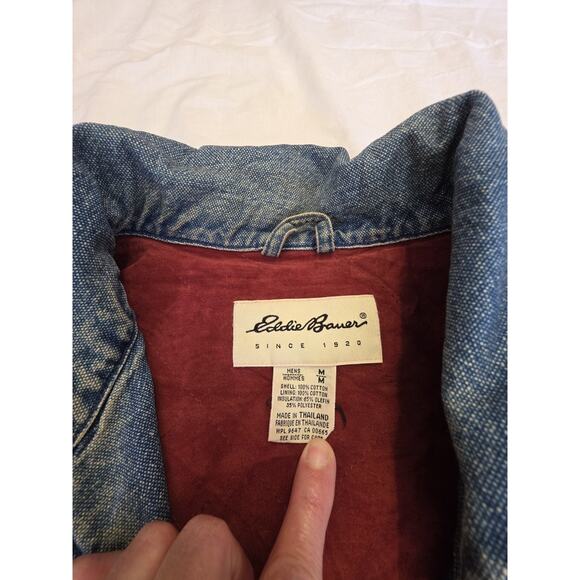 Eddie Bauer®
SINCE 1920
MENS M
HOMMES M
SHELL: 100% COTTON
LINING: 100% COTTON
INSULATION: 65% OLEFIN
35% POLYESTER
MADE IN THAILAND
FABRIQUE EN THAILANDE
MPL 9647 CA 00665
SEE SIDE FOR CARE